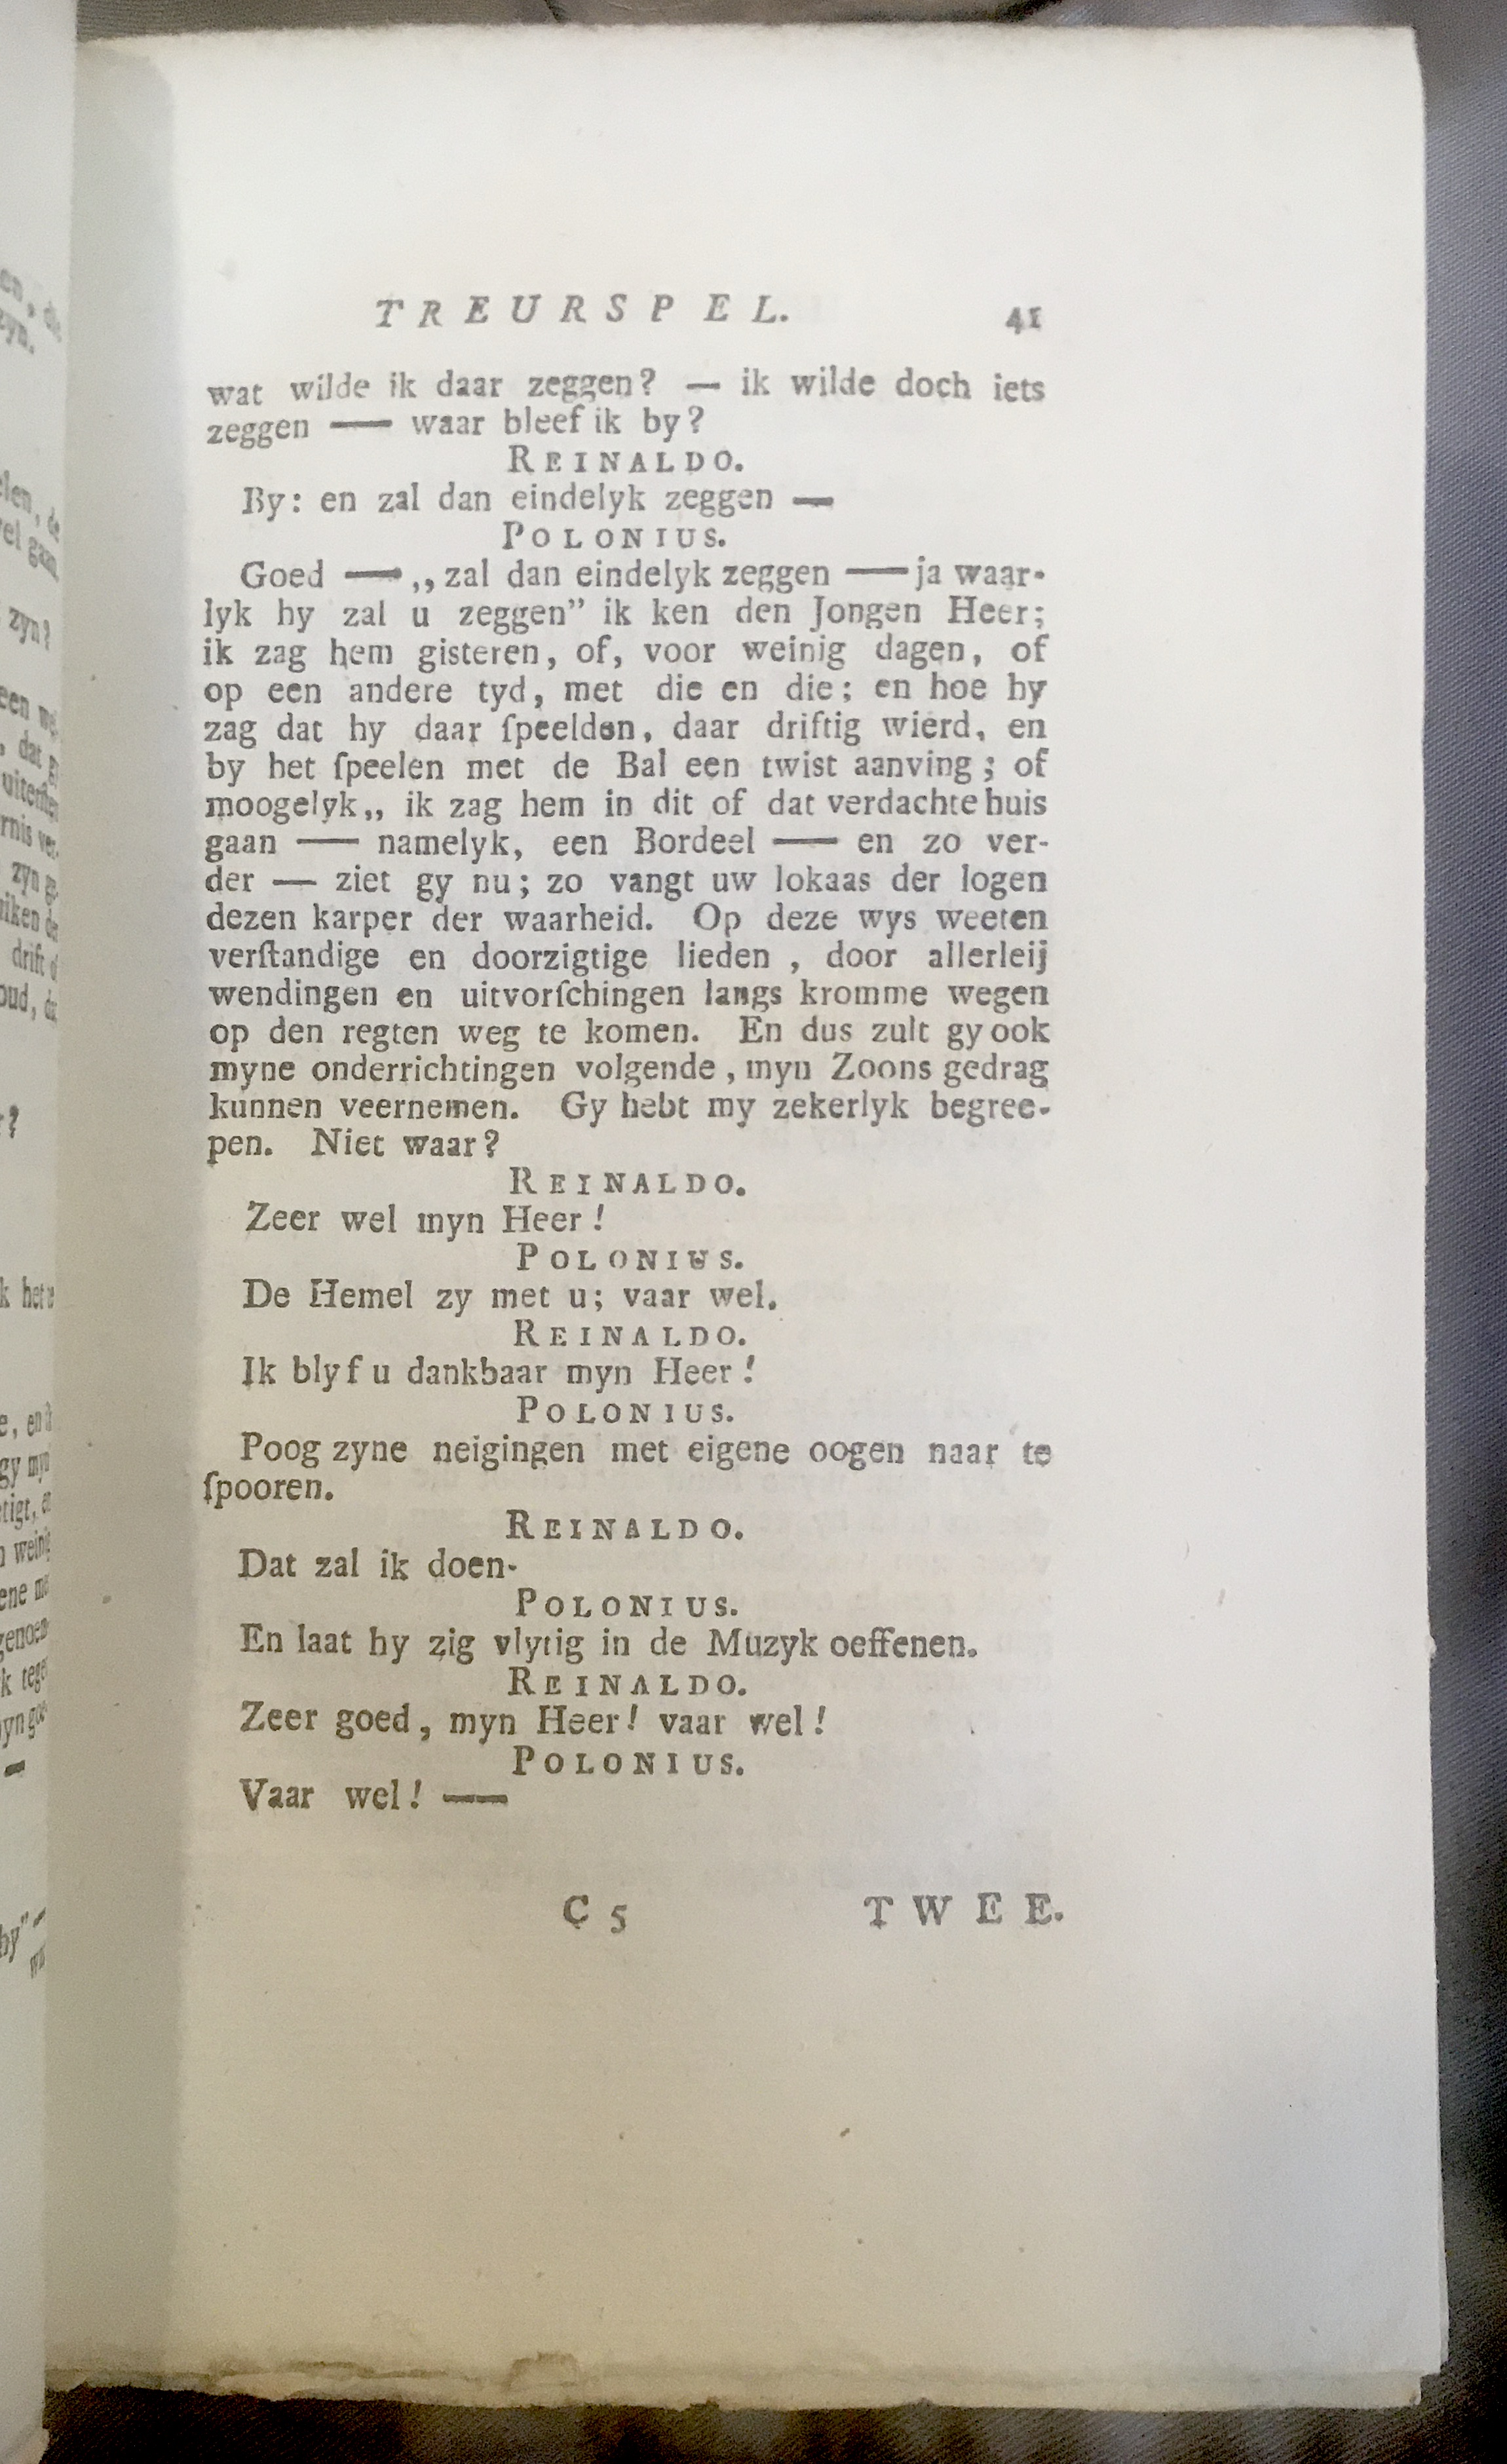 TREURSPEL. 41
wat wilde ik daar zeggen? — ik wilde doch iets
zeggen —— waar bleef ik by?
REINALDO.
By: en zal dan eindelyk zeggen —
POLONIUS.
Goed —— „ zal dan eindelyk zeggen —— ja waar-
lyk hy zal u zeggen” ik ken den Jongen Heer;
ik zag hem gisteren, of, voor weinig dagen, of
op een andere tyd, met die en die; en hoe hy
zag dat hy daar ſpeelden, daar driftig wierd, en
by het ſpeelen met de Bal een twist aanving; of
moogelyk„ ik zag hem in dit of dat verdachte huis
gaan —— namelyk, een Bordeel —— en zo ver-
der — ziet gy nu; zo vangt uw lokaas der logen
dezen karper der waarheid. Op deze wys weeten
verſtandige en doorzigtige lieden , door allerleij
wendingen en uitvorſchingen langs kromme wegen
op den regten weg te komen. En dus zult gy ook
myne onderrichtingen volgende , myn Zoons gedrag
kunnen veernemen. Gy hebt my zekerlyk begree-
pen. Niet waar?
REINALDO.
Zeer wel myn Heer!
POLONIUS.
De Hemel zy met u; vaar wel.
REINALDO.
Ik blyf u dankbaar myn Heer!
POLONIUS.
Poog zyne neigingen met eigene oogen naar te
ſpooren.
REINALDO.
Dat zal ik doen-
POLONIUS.
En laat hy zig vlytig in de Muzyk oeffenen.
REINALDO.
Zeer goed, myn Heer! vaar wel!
POLONIUS.
Vaar wel! ——
C 5 TWEE.